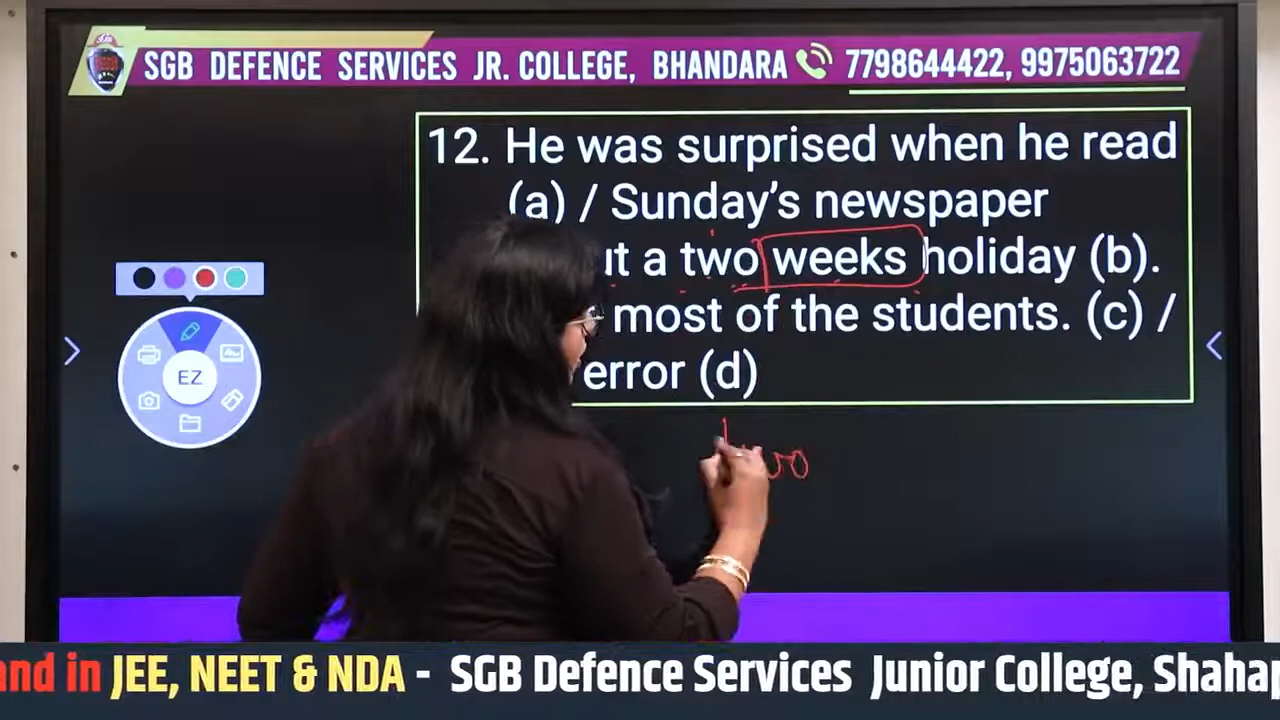 SGB DEFENCE SERVICES JR. COLLEGE, BHANDARA 7798644422, 9975063722
12. He was surprised when he read
(a) / Sunday's newspaper
ut a two weeks holiday (b).
most of the students. (c) /
error (d)
EZ
two
and in JEE, NEET & NDA - SGB Defence Services Junior College, Shahap